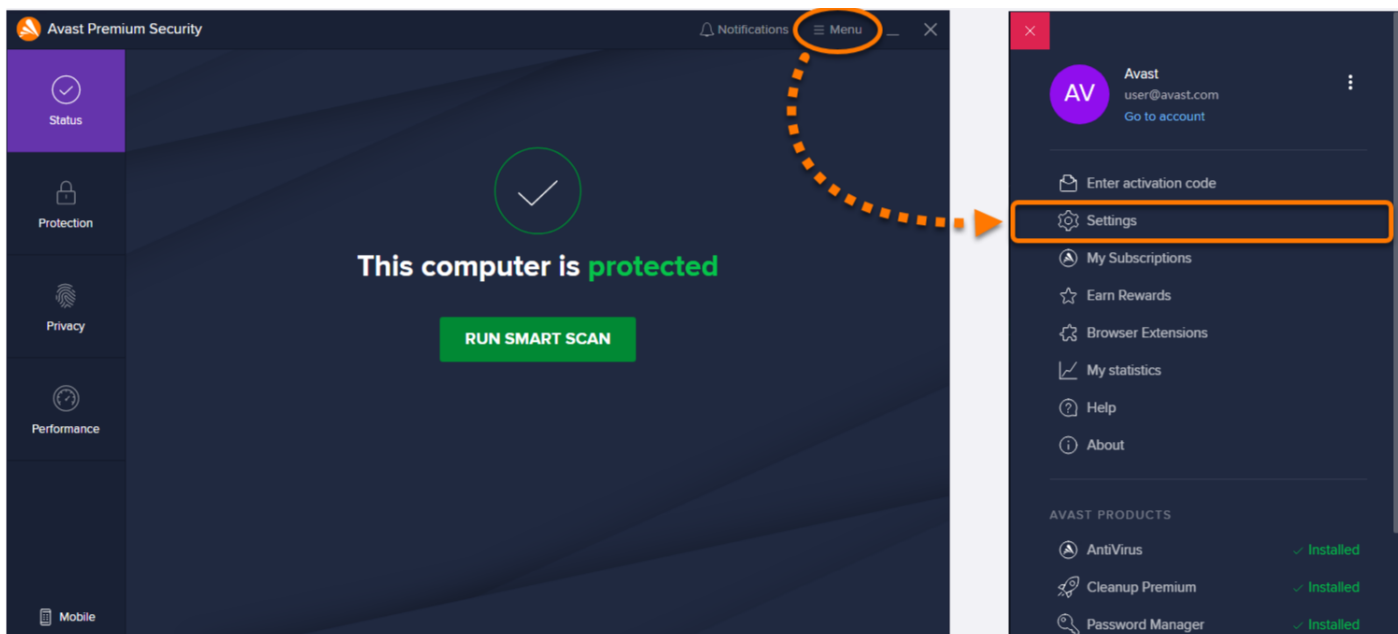 Avast Premium Security
Notifications
Menu
Status
Protection
Privacy
Performance
Mobile
This computer is protected
RUN SMART SCAN
AV
Avast
user@avast.com
Go to account
Enter activation code
Settings
My Subscriptions
Earn Rewards
Browser Extensions
My statistics
Help
About
AVAST PRODUCTS
AntiVirus Installed
Cleanup Premium Installed
Password Manager Installed